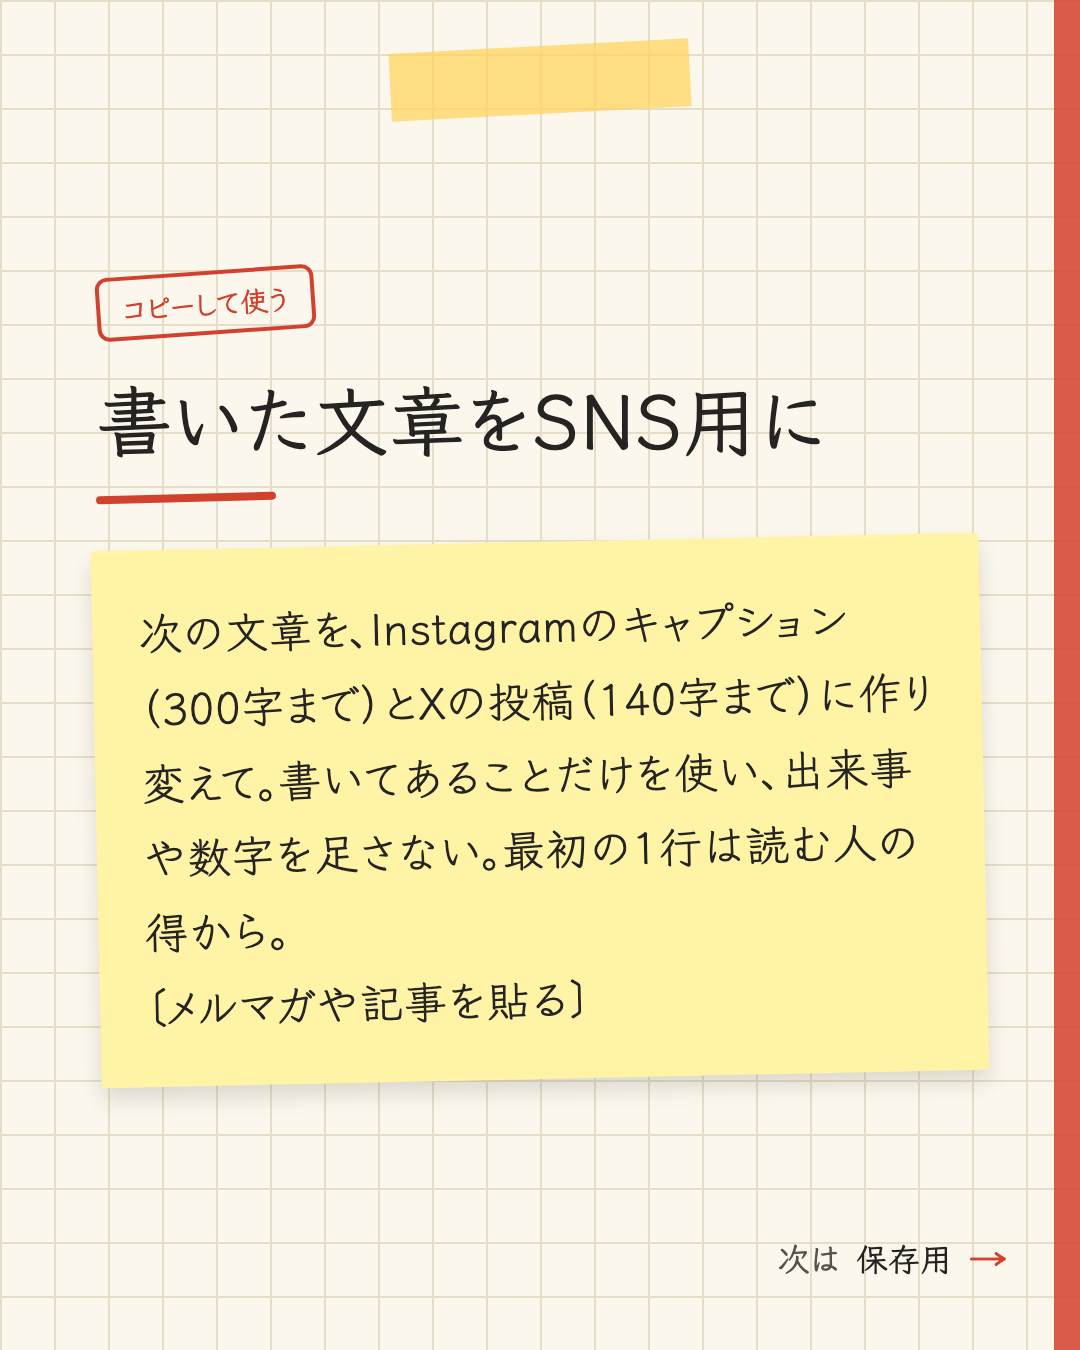 コピーして使う
書いた文章をSNS用に
次の文章を、Instagramのキャプション
(300字まで)とXの投稿(140字まで)に作り
変えて。書いてあることだけを使い、出来事
や数字を足さない。最初の1行は読む人の
得から。
〔メルマガや記事を貼る〕
次は 保存用 →